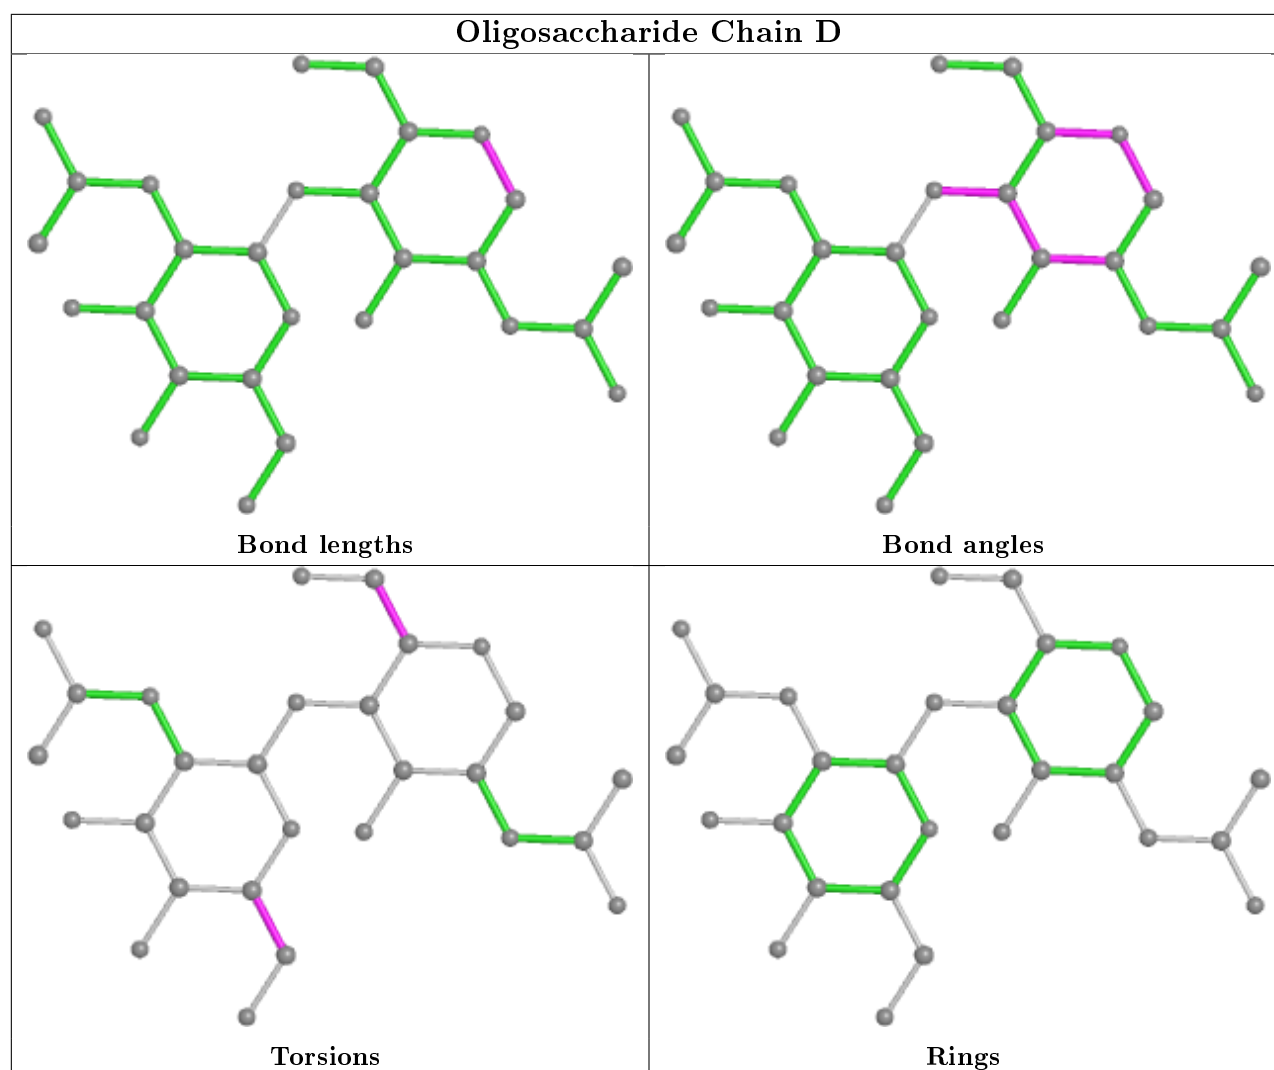 Oligosaccharide Chain D
Bond lengths
Bond angles
Torsions
Rings